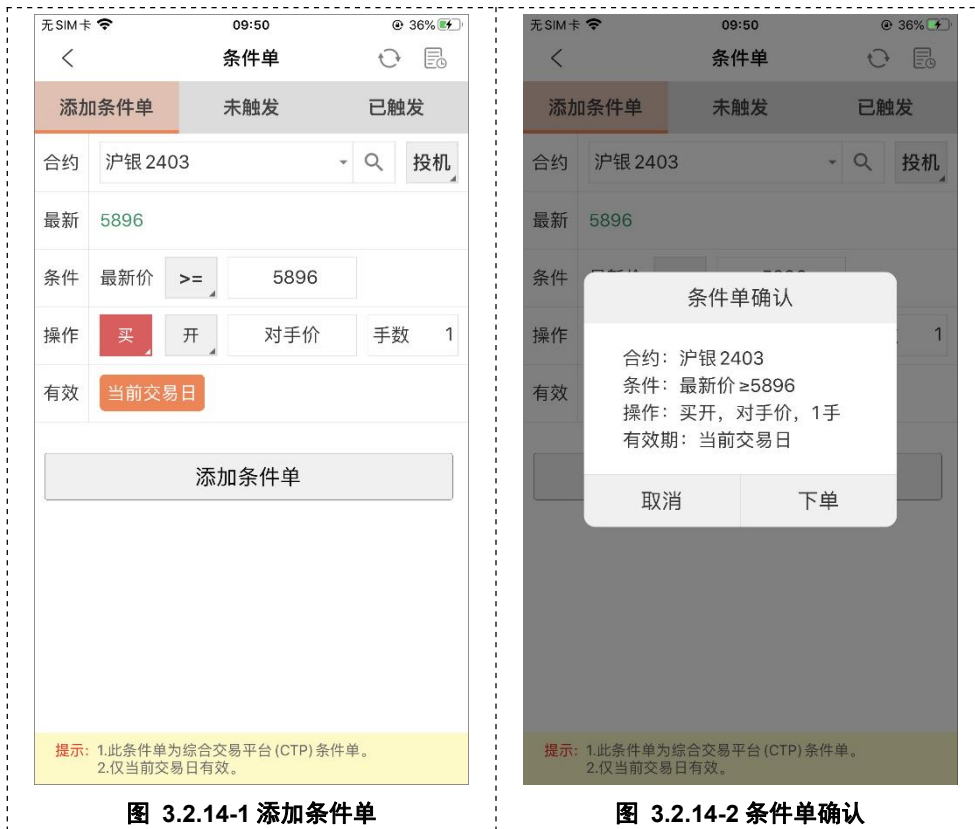 无SIM卡 09:50 36%
条件单
添加条件单 未触发 已触发
合约 沪银2403 投机
最新 5896
条件 最新价 >= 5896
操作 买 开 对手价 手数 1
有效 当前交易日
添加条件单
提示: 1.此条件单为综合交易平台(CTP)条件单。
2.仅当前交易日有效。
图 3.2.14-1 添加条件单
无SIM卡 09:50 36%
条件单
添加条件单 未触发 已触发
合约 沪银2403 投机
最新 5896
条件
操作 1
有效
条件单确认
合约：沪银2403
条件：最新价≥5896
操作：买开，对手价，1手
有效期：当前交易日
取消 下单
提示: 1.此条件单为综合交易平台(CTP)条件单。
2.仅当前交易日有效。
图 3.2.14-2 条件单确认